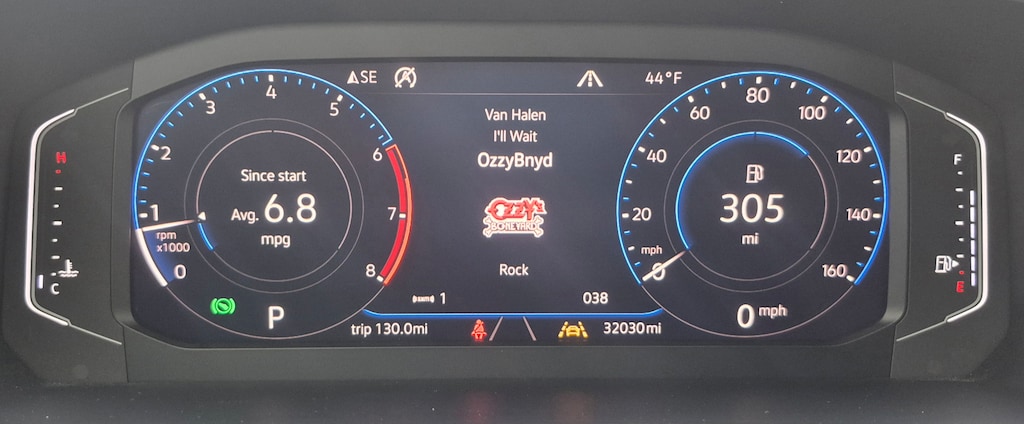 SE
44°F
H
C
0
1
2
3
4
5
6
7
8
rpm
x1000
Since start
Avg. 6.8
mpg
P
Van Halen
I'll Wait
OzzyBnyd
OZZY'S
BONEYARD
Rock
1
038
trip 130.0mi
32030mi
0
20
40
60
80
100
120
140
160
mph
305
mi
0 mph
F
E